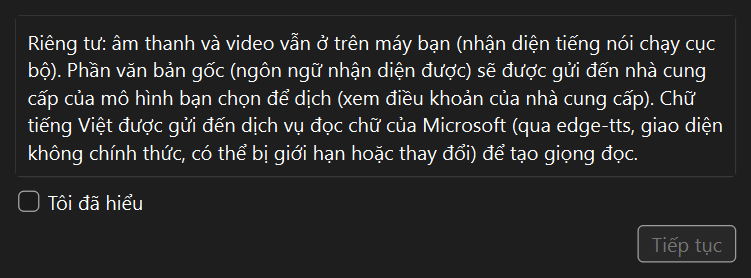 Riêng tư: âm thanh và video vẫn ở trên máy bạn (nhận diện tiếng nói chạy cục
bộ). Phần văn bản gốc (ngôn ngữ nhận diện được) sẽ được gửi đến nhà cung
cấp của mô hình bạn chọn để dịch (xem điều khoản của nhà cung cấp). Chữ
tiếng Việt được gửi đến dịch vụ đọc chữ của Microsoft (qua edge-tts, giao diện
không chính thức, có thể bị giới hạn hoặc thay đổi) để tạo giọng đọc.
Tôi đã hiểu
Tiếp tục